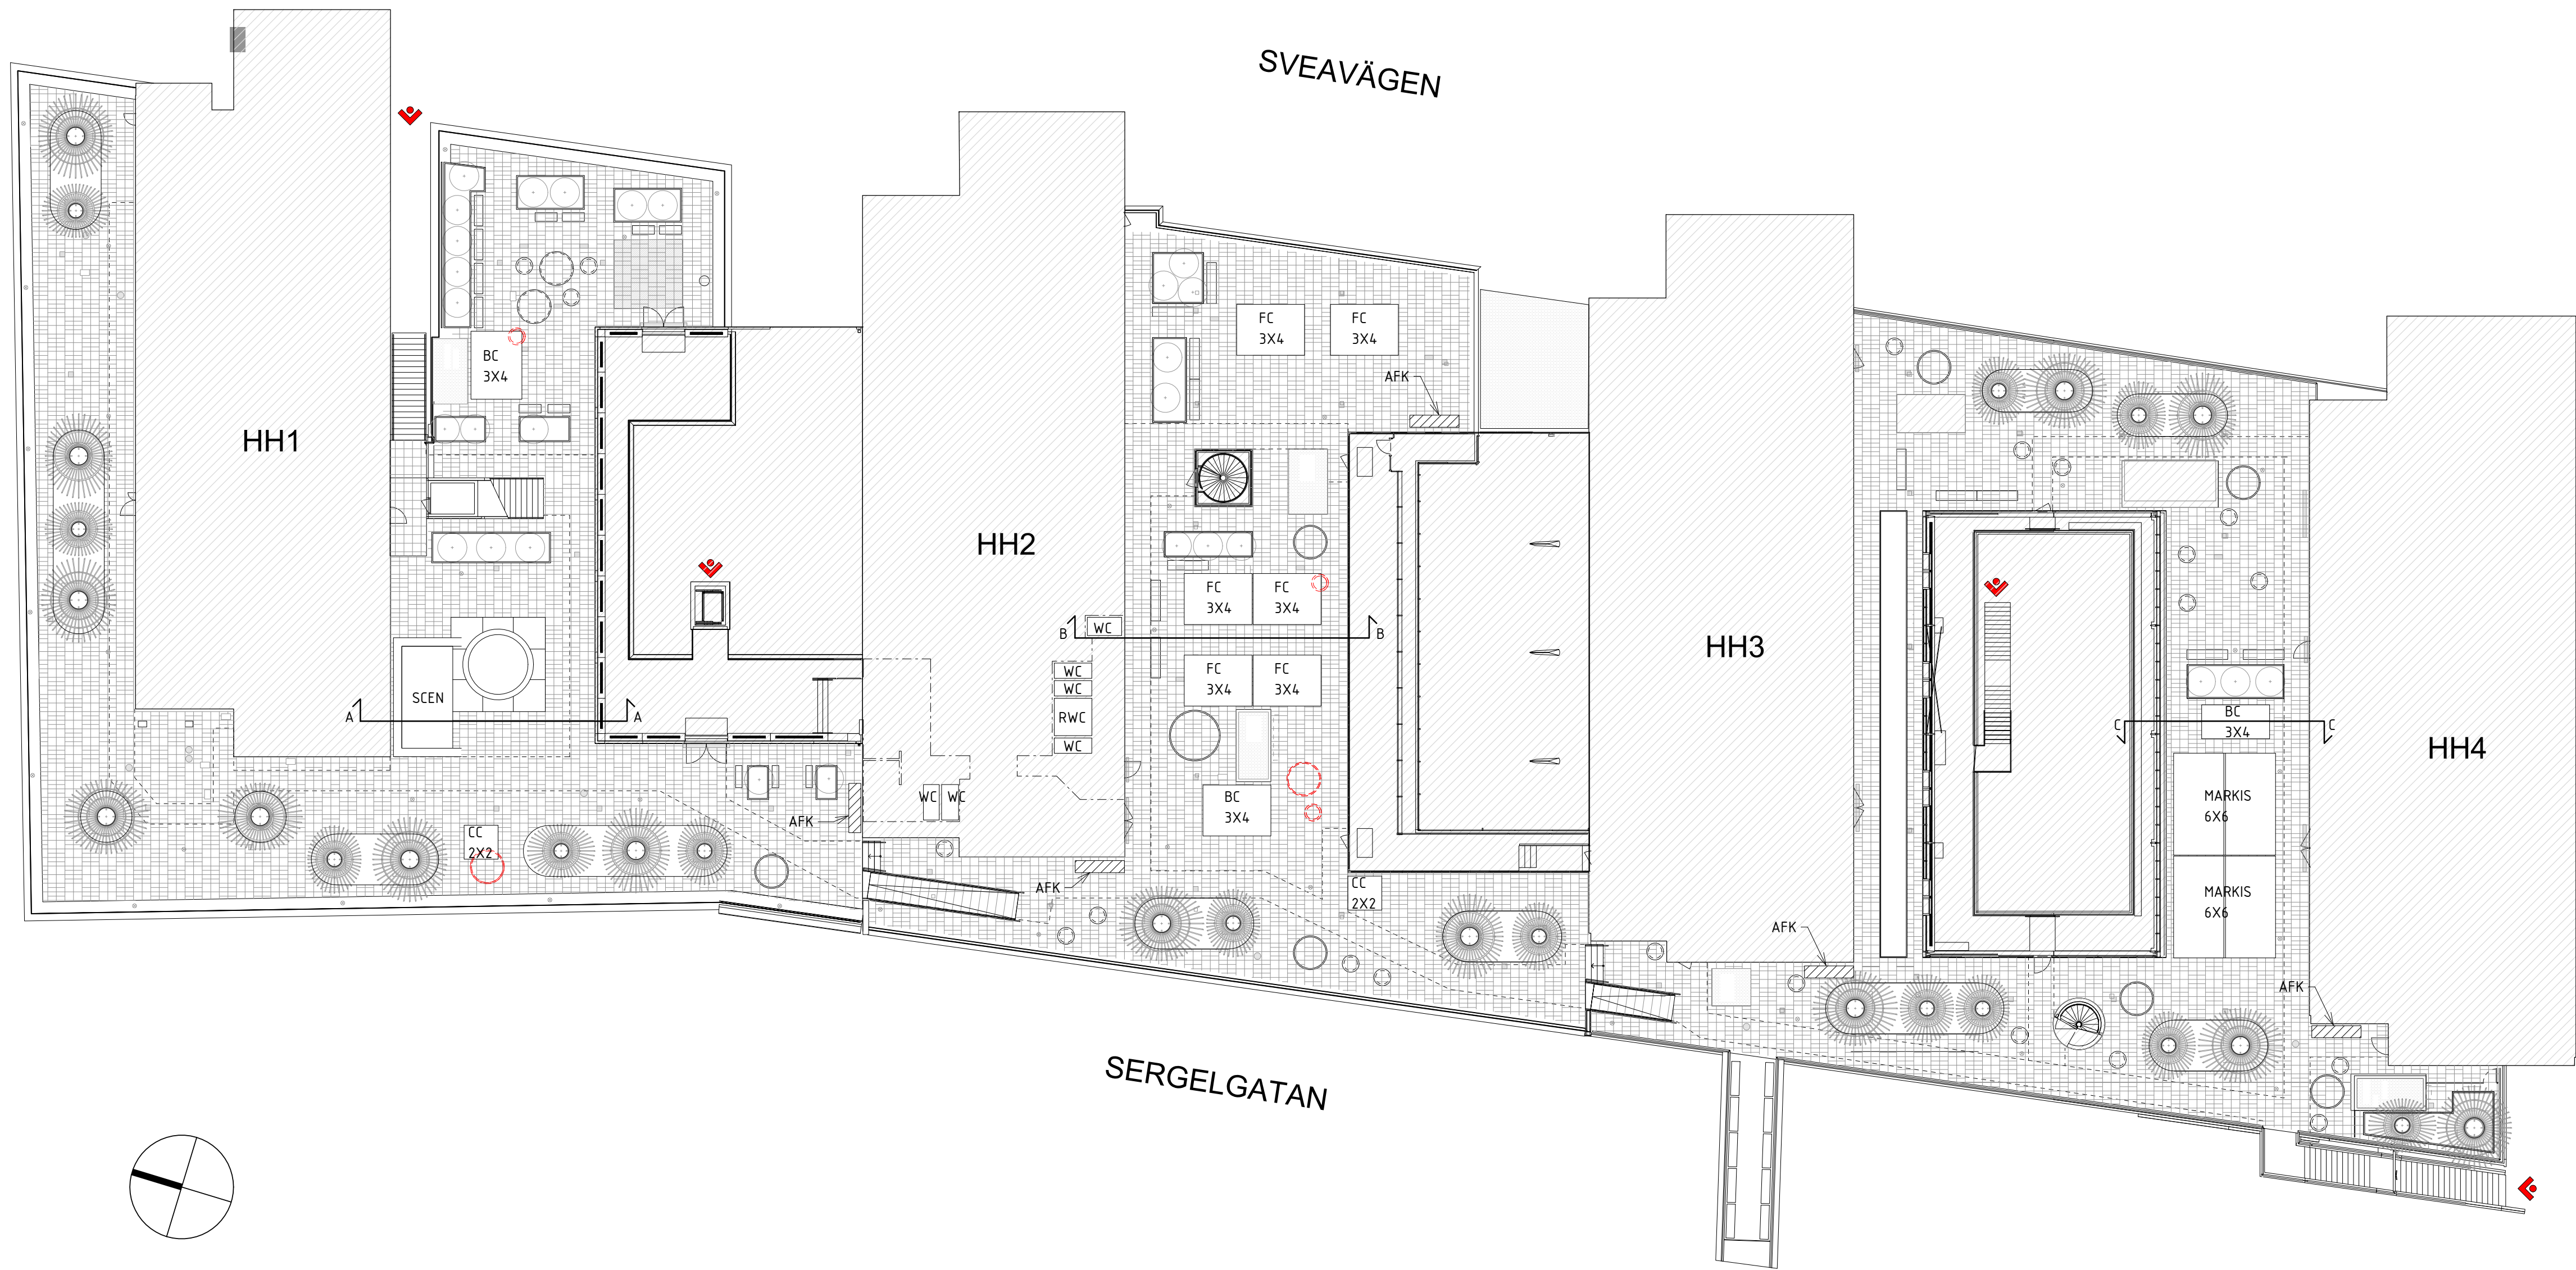 SVEAVÄGEN
FC
3X4
FC
3X4
BC
3X4
AFK
HH1
HH2
FC
3X4
FC
3X4
WC
B
B
HH3
FC
3X4
FC
3X4
WC
WC
RWC
WC
SCEN
A
A
BC
3X4
C
C
HH4
WC
WC
BC
3X4
MARKIS
6X6
AFK
CC
2X2
AFK
CC
2X2
MARKIS
6X6
AFK
AFK
SERGELGATAN